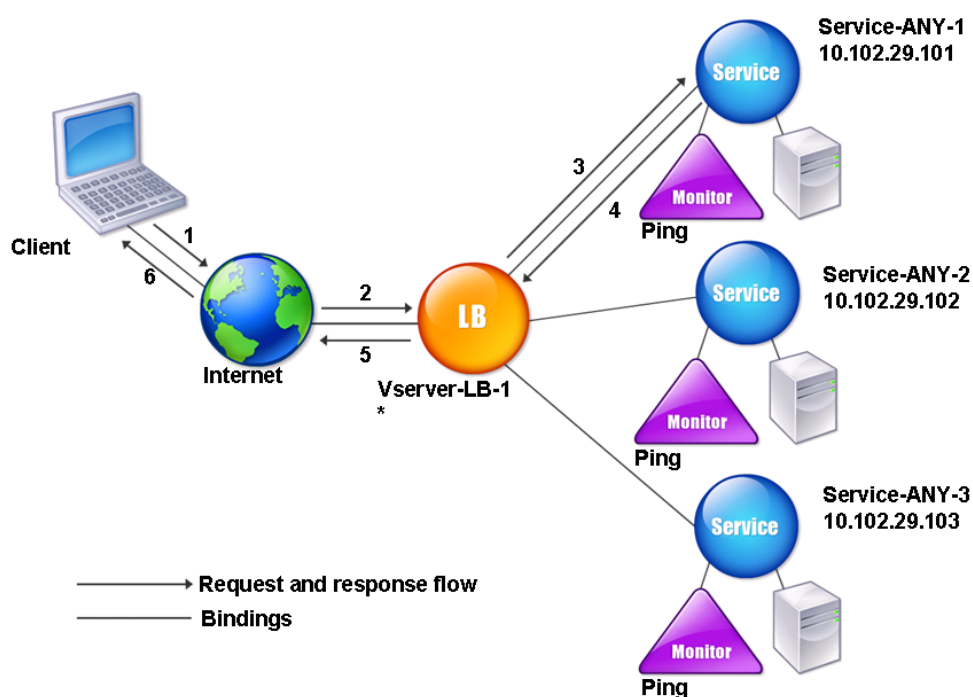 Service-ANY-1
10.102.29.101
Service
3
4
Monitor
Ping
Client
1
6
Internet
2
5
LB
Vserver-LB-1
*
Service-ANY-2
10.102.29.102
Service
Monitor
Ping
Service-ANY-3
10.102.29.103
Service
Monitor
Ping
Request and response flow
Bindings